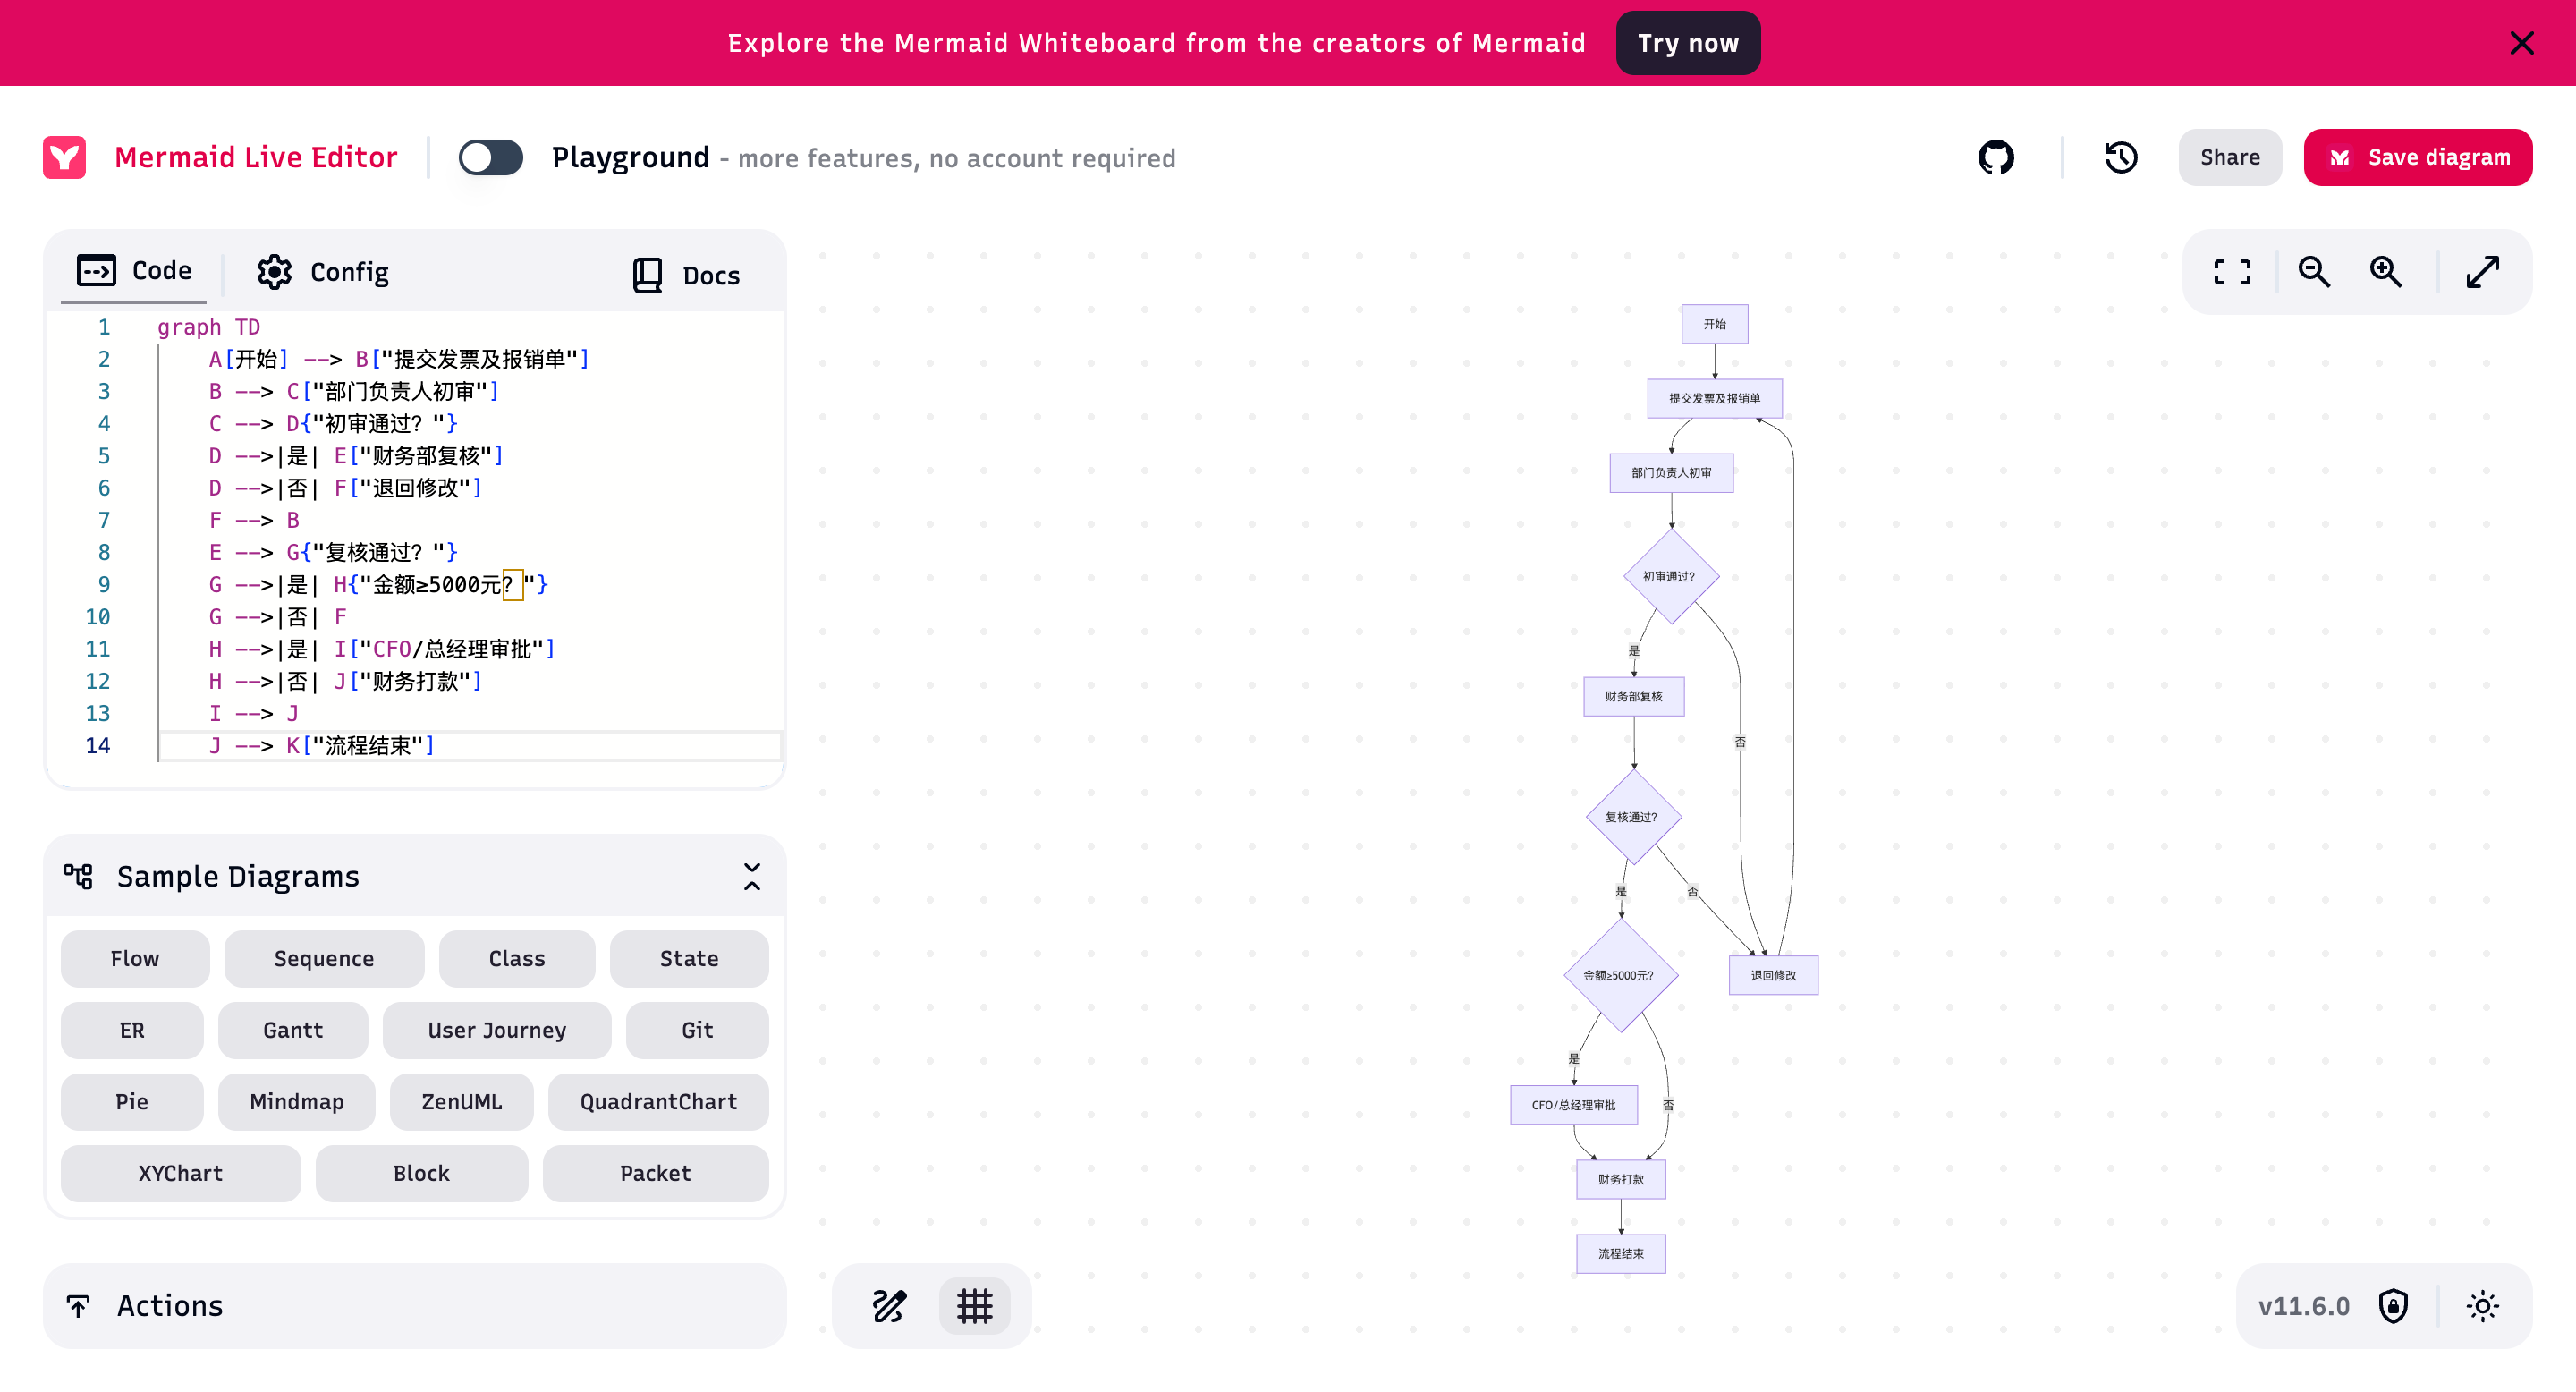 Explore the Mermaid Whiteboard from the creators of Mermaid Try now
Mermaid Live Editor Playground - more features, no account required Share Save diagram
Code Config Docs
1 graph TD
2 A[开始] --> B["提交发票及报销单"]
3 B --> C["部门负责人初审"]
4 C --> D{"初审通过？"}
5 D -->|是| E["财务部复核"]
6 D -->|否| F["退回修改"]
7 F --> B
8 E --> G{"复核通过？"}
9 G -->|是| H{"金额≥5000元？"}
10 G -->|否| F
11 H -->|是| I["CFO/总经理审批"]
12 H -->|否| J["财务打款"]
13 I --> J
14 J --> K["流程结束"]
Sample Diagrams
Flow Sequence Class State
ER Gantt User Journey Git
Pie Mindmap ZenUML QuadrantChart
XYChart Block Packet
Actions
开始
提交发票及报销单
部门负责人初审
初审通过？
是
财务部复核
否
复核通过？
是 否
金额≥5000元？ 退回修改
是
CFO/总经理审批 否
财务打款
流程结束
v11.6.0